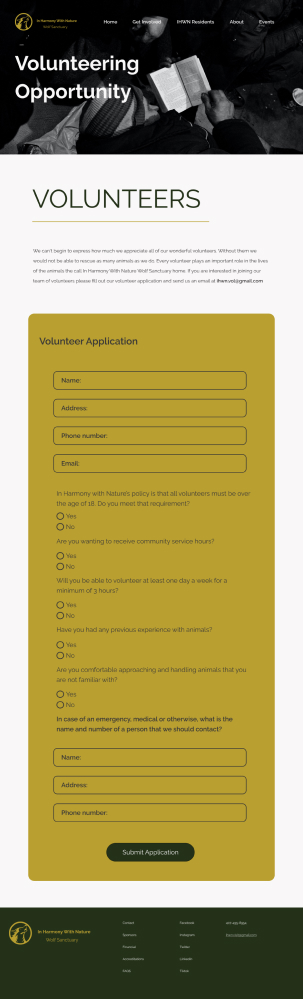 In Harmony With Nature
Wolf Sanctuary
Home
Get Involved
IHWN Residents
About
Events
Volunteering
Opportunity
VOLUNTEERS
We can't begin to express how much we appreciate all of our wonderful volunteers. Without them we
would not be able to rescue as many animals as we do. Every volunteer plays an important role in the lives
of the animals the call In Harmony With Nature Wolf Sanctuary home. If you are interested in joining our
team of volunteers please fill out our volunteer application and send us an email at ihwn.vol@gmail.com
Volunteer Application
Name:
Address:
Phone number:
Email:
In Harmony with Nature's policy is that all volunteers must be over
the age of 18. Do you meet that requirement?
Yes
No
Are you wanting to receive community service hours?
Yes
No
Will you be able to volunteer at least one day a week for a
minimum of 3 hours?
Yes
No
Have you had any previous experience with animals?
Yes
No
Are you comfortable approaching and handling animals that you
are not familiar with?
Yes
No
In case of an emergency, medical or otherwise, what is the
name and number of a person that we should contact?
Name:
Address:
Phone number:
Submit Application
In Harmony With Nature
Wolf Sanctuary
Contact
Sponsors
Financial
Accreditations
Facebook
Instagram
Twitter
LinkedIn